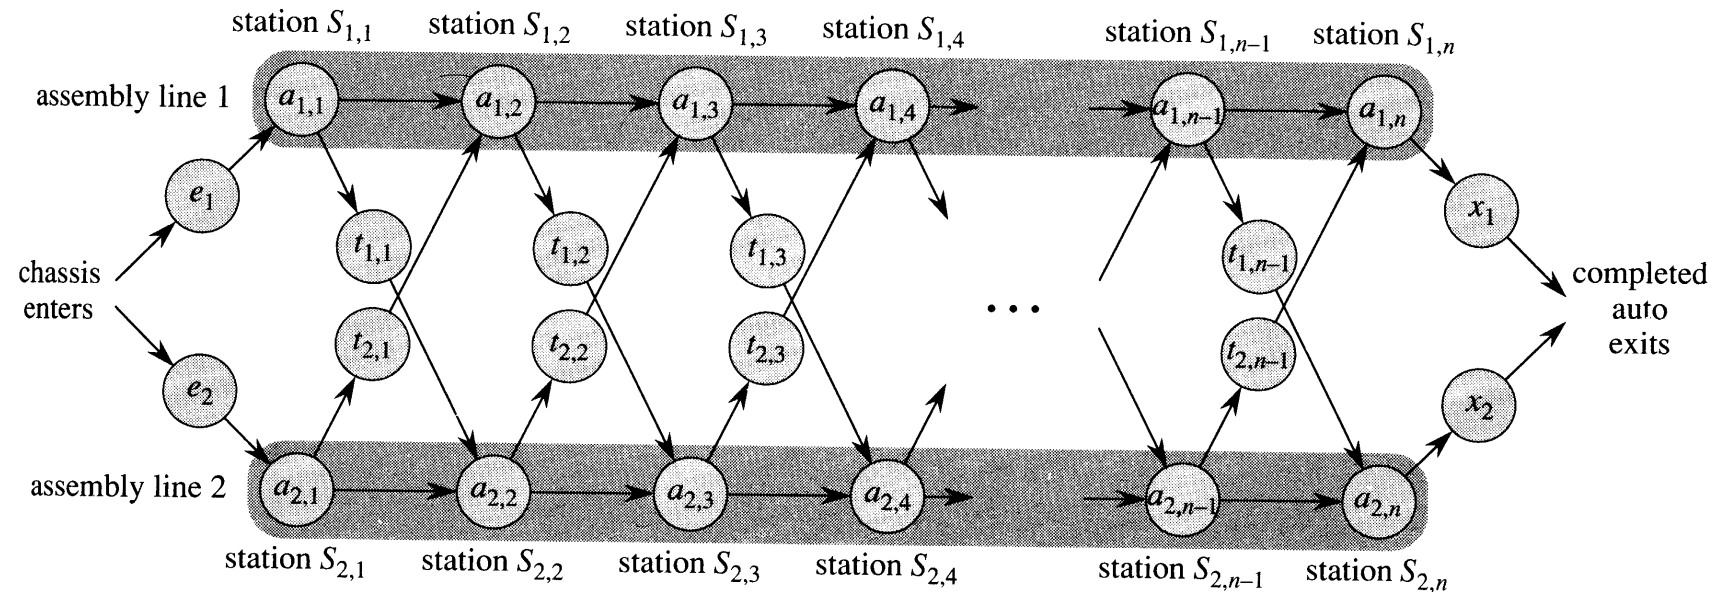 station S1,1 station S1,2 station S1,3 station S1,4 station S1,n–1 station S1,n
assembly line 1 a1,1 a1,2 a1,3 a1,4 a1,n–1 a1,n
e1 x1
t1,1 t1,2 t1,3 t1,n–1
chassis
enters
completed
auto
exits
...
t2,1 t2,2 t2,3 t2,n–1
e2 x2
assembly line 2 a2,1 a2,2 a2,3 a2,4 a2,n–1 a2,n
station S2,1 station S2,2 station S2,3 station S2,4 station S2,n–1 station S2,n